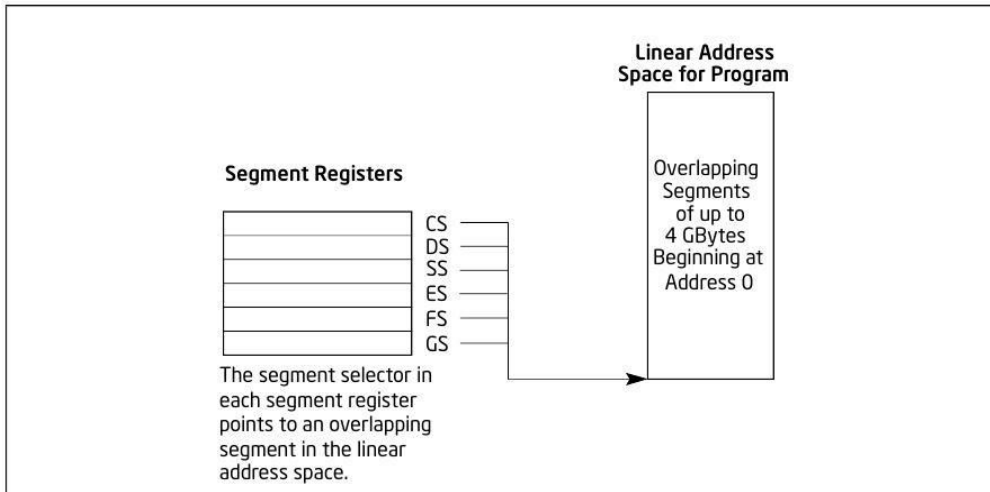 Linear Address
Space for Program
Overlapping
Segments
of up to
4 GBytes
Beginning at
Address 0
Segment Registers
CS
DS
SS
ES
FS
GS
The segment selector in
each segment register
points to an overlapping
segment in the linear
address space.